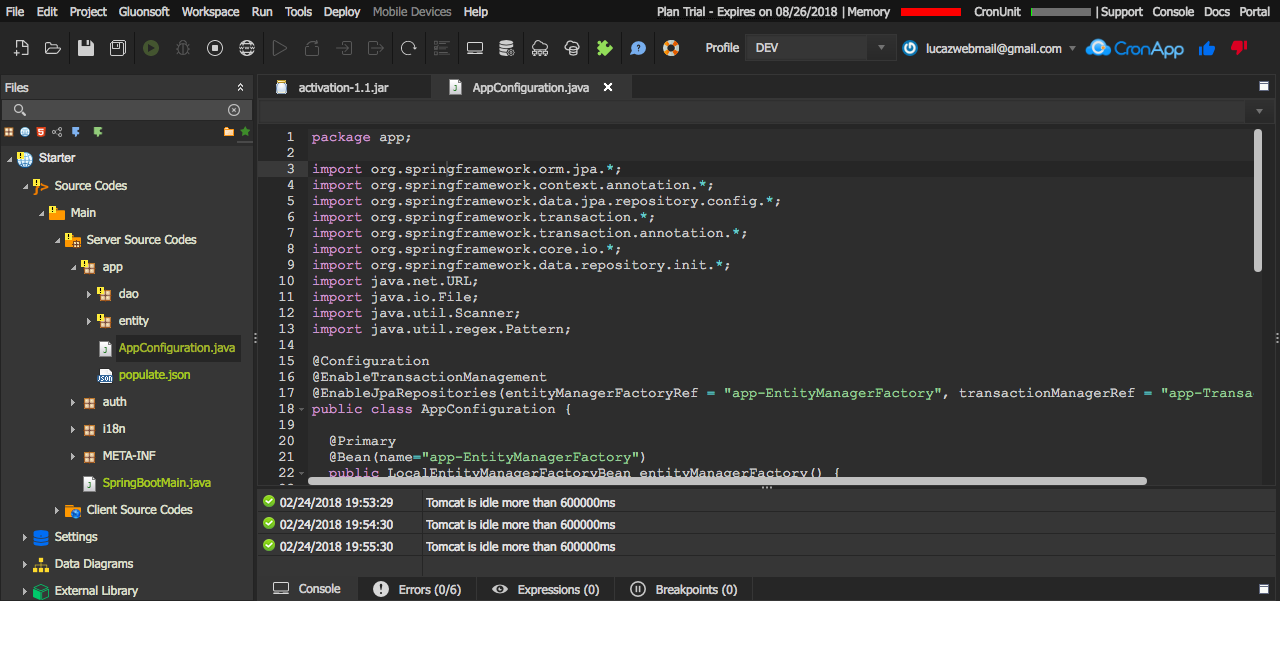 File Edit Project Gluonsoft Workspace Run Tools Deploy Mobile Devices Help Plan Trial - Expires on 08/26/2018 | Memory CronUnit | Support Console Docs Portal
Profile DEV lucazwebmail@gmail.com CronApp
Files
activation-1.1.jar AppConfiguration.java
Starter
Source Codes
Main
Server Source Codes
app
dao
entity
AppConfiguration.java
populate.json
auth
i18n
META-INF
SpringBootMain.java
Client Source Codes
Settings
Data Diagrams
External Library
1 package app;
2
3 import org.springframework.orm.jpa.*;
4 import org.springframework.context.annotation.*;
5 import org.springframework.data.jpa.repository.config.*;
6 import org.springframework.transaction.*;
7 import org.springframework.transaction.annotation.*;
8 import org.springframework.core.io.*;
9 import org.springframework.data.repository.init.*;
10 import java.net.URL;
11 import java.io.File;
12 import java.util.Scanner;
13 import java.util.regex.Pattern;
14
15 @Configuration
16 @EnableTransactionManagement
17 @EnableJpaRepositories(entityManagerFactoryRef = "app-EntityManagerFactory", transactionManagerRef = "app-Transa
18 public class AppConfiguration {
19
20 @Primary
21 @Bean(name="app-EntityManagerFactory")
22 public LocalEntityManagerFactoryBean entityManagerFactory() {
02/24/2018 19:53:29 Tomcat is idle more than 600000ms
02/24/2018 19:54:30 Tomcat is idle more than 600000ms
02/24/2018 19:55:30 Tomcat is idle more than 600000ms
Console Errors (0/6) Expressions (0) Breakpoints (0)